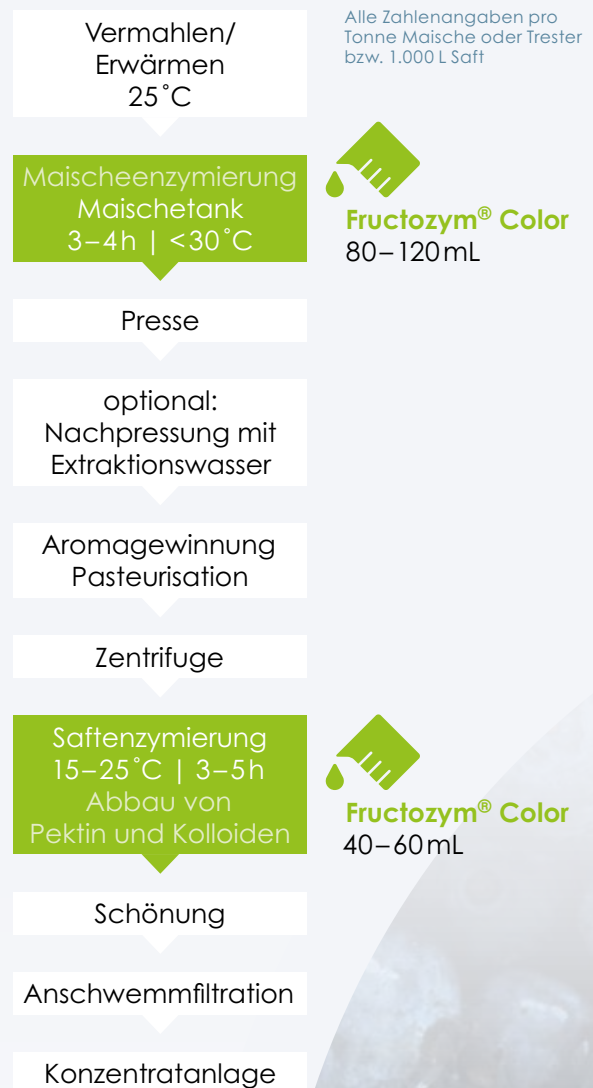 Vermahlen/
Erwärmen
25˚C
Alle Zahlenangaben pro
Tonne Maische oder Trester
bzw. 1.000 L Saft
Maischeenzymierung
Maischetank
3–4h | <30˚C
Fructozym® Color
80–120mL
Presse
optional:
Nachpressung mit
Extraktionswasser
Aromagewinnung
Pasteurisation
Zentrifuge
Saftenzymierung
15–25˚C | 3–5h
Abbau von
Pektin und Kolloiden
Fructozym® Color
40–60mL
Schönung
Anschwemmfiltration
Konzentratanlage